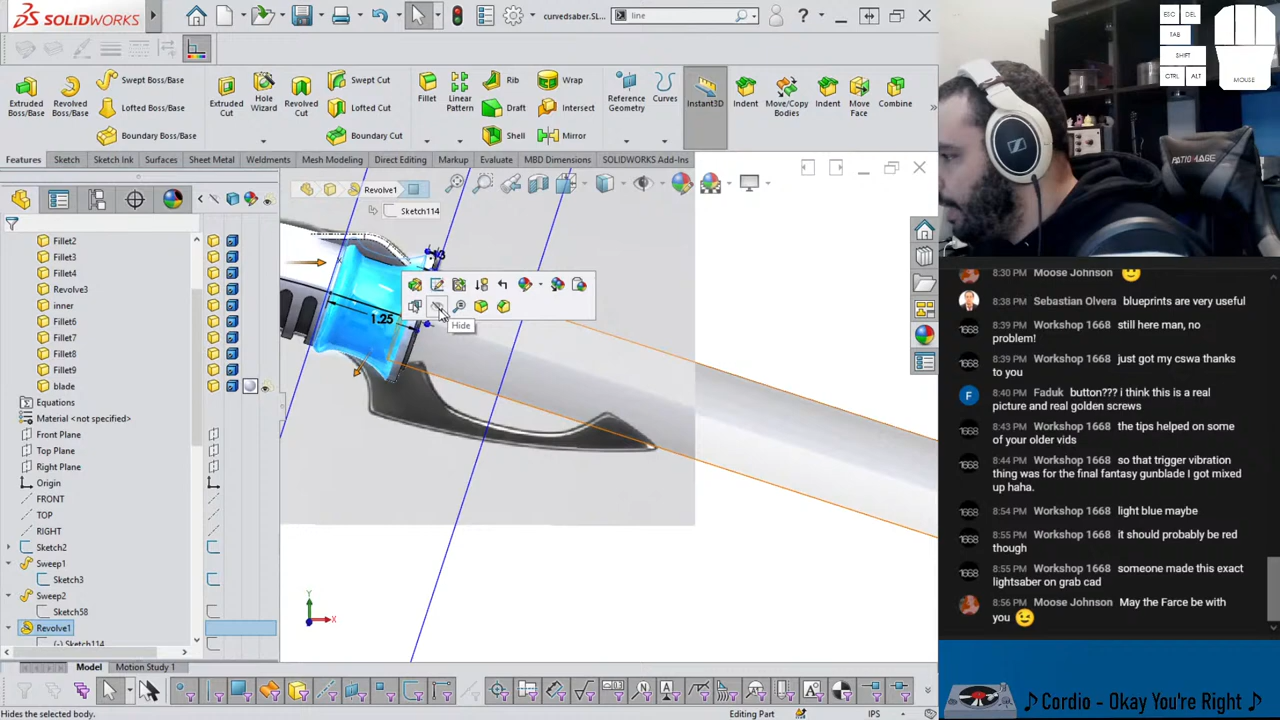 SOLIDWORKS
curvedsaber.SL...
line
ESC
DEL
TAB
SHIFT
CTRL
ALT
MOUSE
Extruded Boss/Base
Revolved Boss/Base
Swept Boss/Base
Lofted Boss/Base
Boundary Boss/Base
Extruded Cut
Hole Wizard
Revolved Cut
Swept Cut
Lofted Cut
Boundary Cut
Fillet
Linear Pattern
Rib
Draft
Shell
Wrap
Intersect
Mirror
Reference Geometry
Curves
Instant3D
Indent
Move/Copy Bodies
Indent
Move Face
Combine
Features
Sketch
Sketch Ink
Surfaces
Sheet Metal
Weldments
Mesh Modeling
Direct Editing
Markup
Evaluate
MBD Dimensions
SOLIDWORKS Add-Ins
Revolve1
Sketch114
Fillet2
Fillet3
Fillet4
Revolve3
inner
Fillet6
Fillet7
Fillet8
Fillet9
blade
Equations
Material <not specified>
Front Plane
Top Plane
Right Plane
Origin
FRONT
TOP
RIGHT
Sketch2
Sweep1
Sketch3
Sweep2
Sketch58
Revolve1
(-) Sketch114
1.25
Hide
Y
X
Model
Motion Study 1
Hides the selected body.
Editing Part
IPS
8:30 PM Moose Johnson
8:38 PM Sebastian Olvera blueprints are very useful
8:39 PM Workshop 1668 still here man, no
problem!
8:39 PM Workshop 1668 just got my cswa thanks
to you
8:40 PM Faduk button??? i think this is a real
picture and real golden screws
8:43 PM Workshop 1668 the tips helped on some
of your older vids
8:44 PM Workshop 1668 so that trigger vibration
thing was for the final fantasy gunblade I got mixed
up haha.
8:54 PM Workshop 1668 light blue maybe
8:55 PM Workshop 1668 it should probably be red
though
8:55 PM Workshop 1668 someone made this exact
lightsaber on grab cad
8:56 PM Moose Johnson May the Farce be with
you
♪ Cordio - Okay You're Right ♪